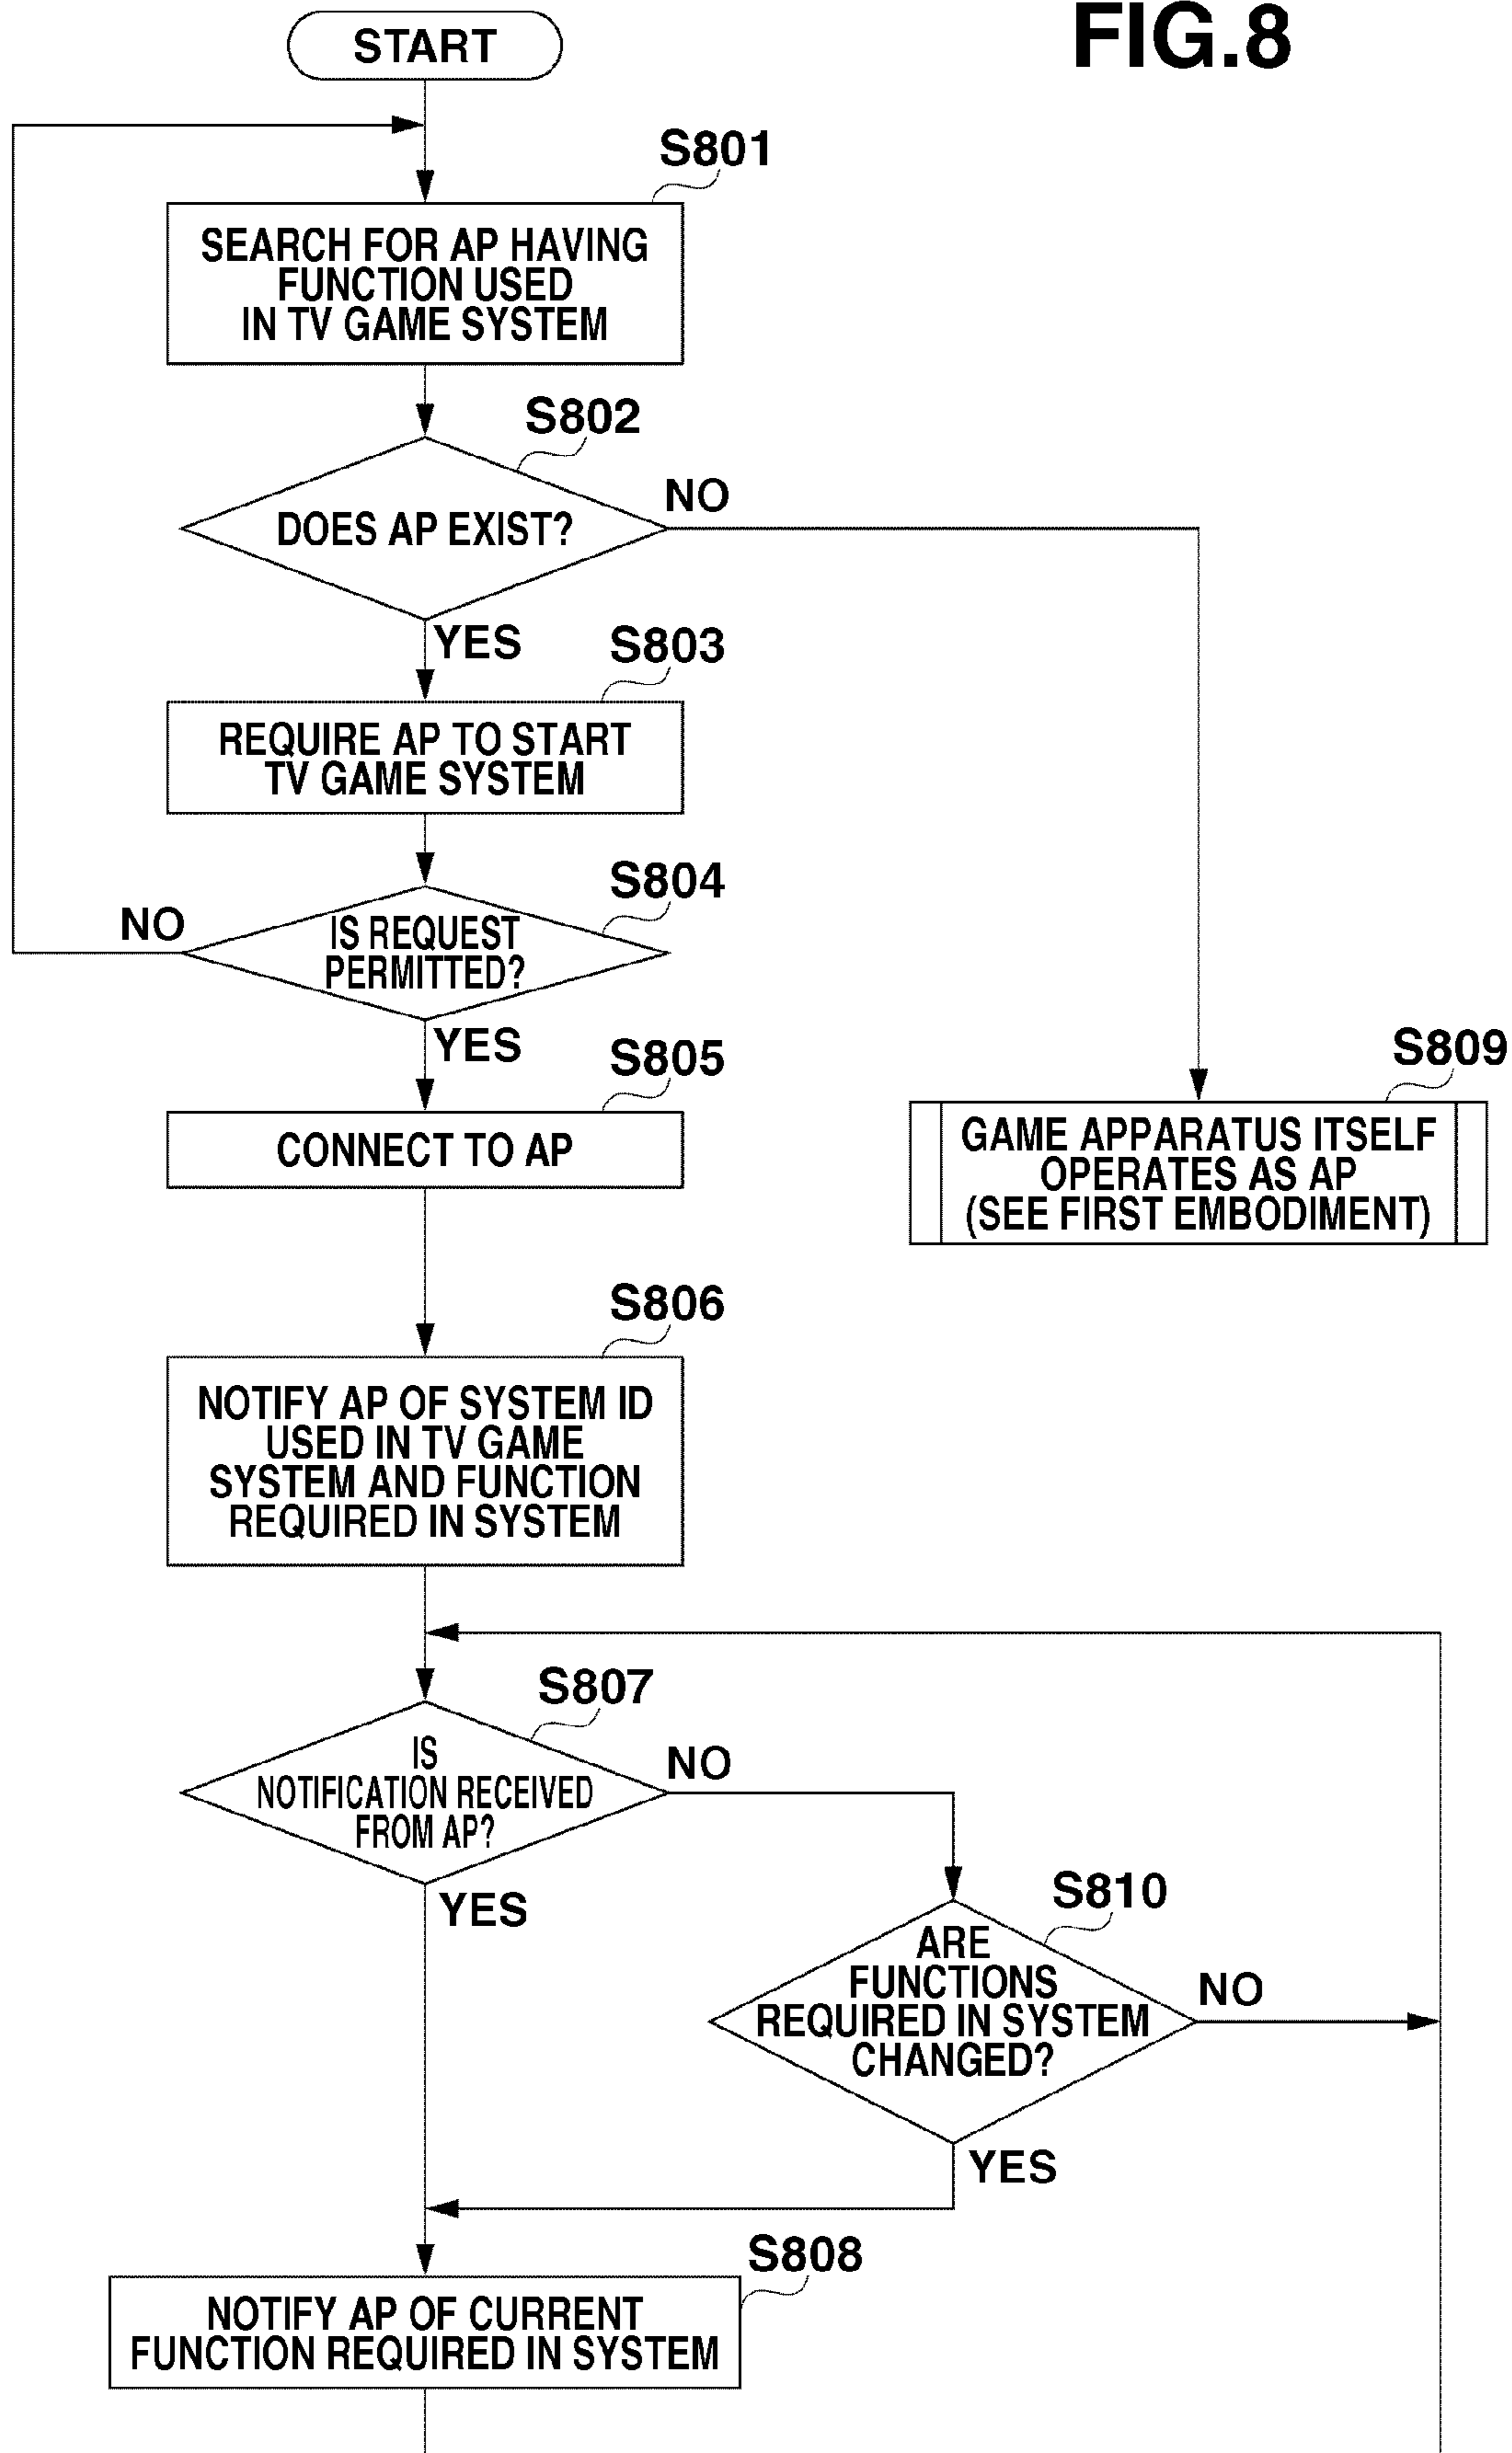 FIG.8
START
S801
SEARCH FOR AP HAVING
FUNCTION USED
IN TV GAME SYSTEM
S802
DOES AP EXIST?
NO
YES
S803
REQUIRE AP TO START
TV GAME SYSTEM
S804
IS REQUEST
PERMITTED?
NO
YES
S805
CONNECT TO AP
S809
GAME APPARATUS ITSELF
OPERATES AS AP
(SEE FIRST EMBODIMENT)
S806
NOTIFY AP OF SYSTEM ID
USED IN TV GAME
SYSTEM AND FUNCTION
REQUIRED IN SYSTEM
S807
IS
NOTIFICATION RECEIVED
FROM AP?
NO
YES
S810
ARE
FUNCTIONS
REQUIRED IN SYSTEM
CHANGED?
NO
YES
S808
NOTIFY AP OF CURRENT
FUNCTION REQUIRED IN SYSTEM